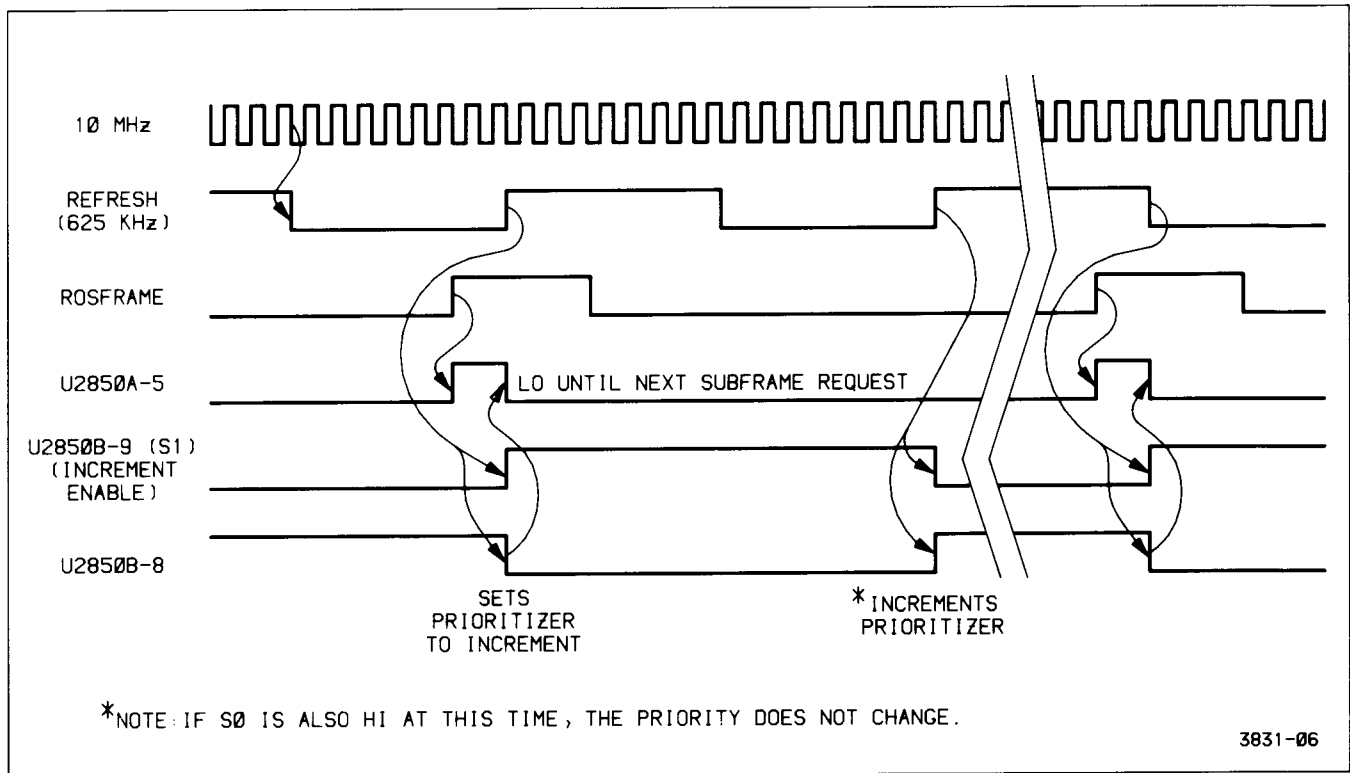 10 MHz
REFRESH
(625 KHz)
ROSFRAME
U2850A-5
LO UNTIL NEXT SUBFRAME REQUEST
U2850B-9 (S1)
(INCREMENT
ENABLE)
U2850B-8
SETS
PRIORITIZER
TO INCREMENT
*INCREMENTS
PRIORITIZER
*NOTE: IF S0 IS ALSO HI AT THIS TIME, THE PRIORITY DOES NOT CHANGE.
3831-06